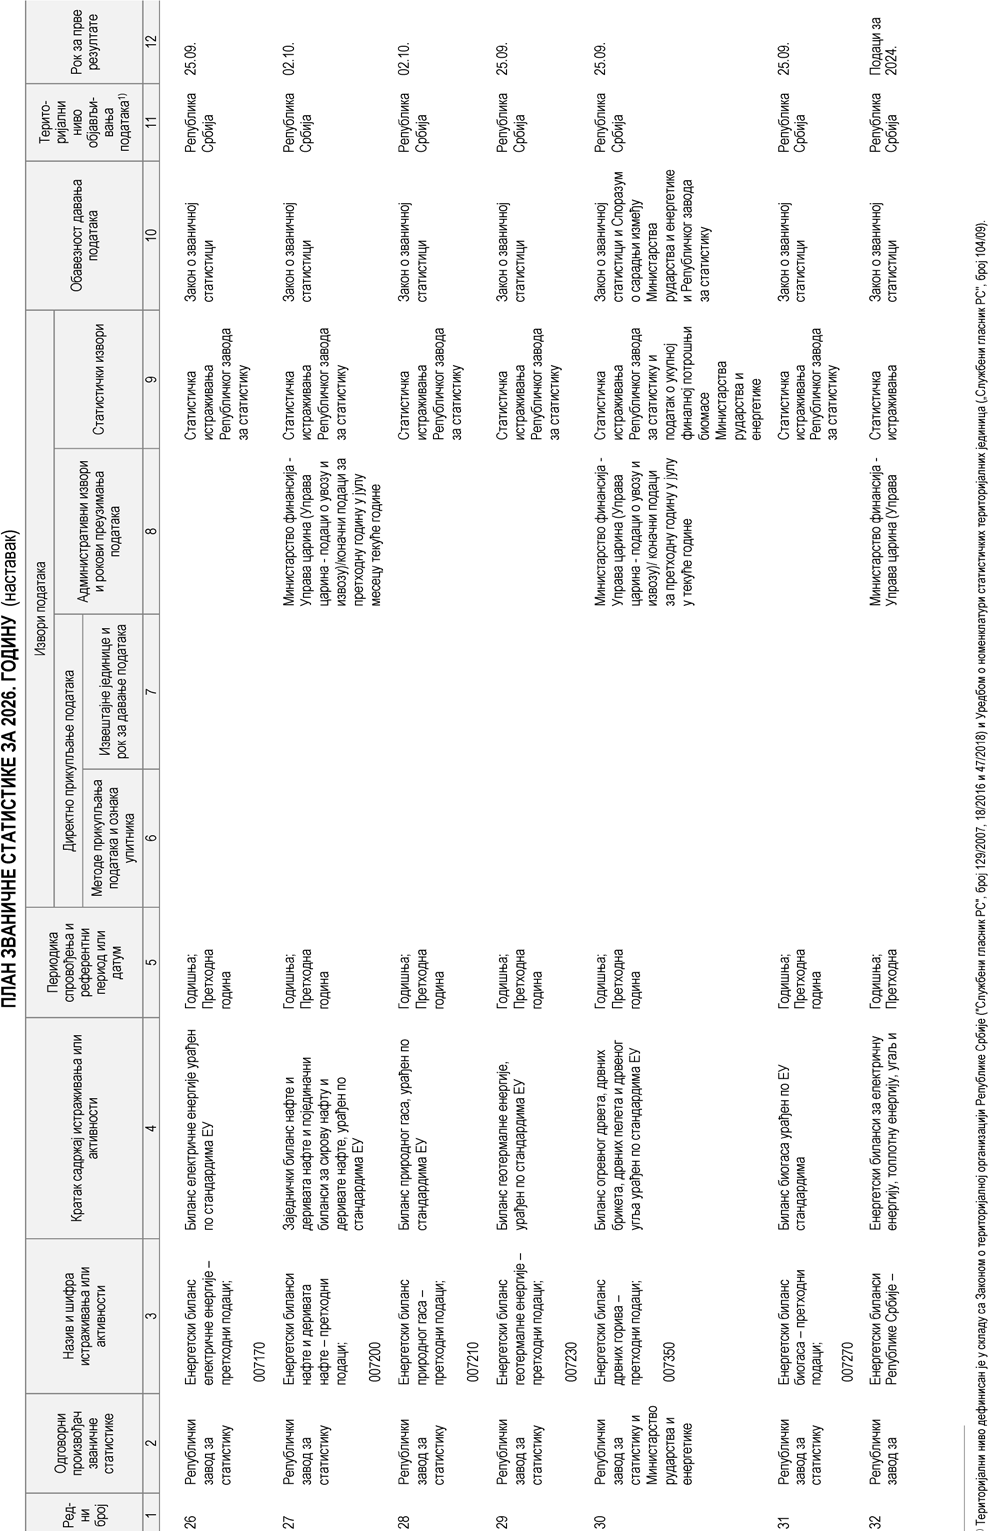 ПЛАН ЗВАНИЧНЕ СТАТИСТИКЕ ЗА 2026. ГОДИНУ (наставак)
Ред-
ни
број
Одговорни
произвођач
званичне
статистике
Назив и шифра
истраживања или
активности
Кратак садржај истраживања или
активности
Периодика
спровођења и
референтни
период или
датум
Извори података
Директно прикупљање података
Методе прикупљања
података и ознака
упитника
Извештајне јединице и
рок за давање података
Административни извори
и рокови преузимања
података
Статистички извори
Обавезност давања
података
Терито-
ријални
ниво
објављи-
вања
података1)
Рок за прве
резултате
1 2 3 4 5 6 7 8 9 10 11 12
26
Републички
завод за
статистику
Енергетски биланс
електричне енергије –
претходни подаци;
007170
Биланс електричне енергије урађен
по стандардима ЕУ
Годишња;
Претходна
година
Статистичка
истраживања
Републичког завода
за статистику
Закон о званичној
статистици
Република
Србија
25.09.
27
Републички
завод за
статистику
Енергетски биланси
нафте и деривата
нафте – претходни
подаци;
007200
Заједнички биланс нафте и
деривата нафте и појединачни
биланси за сирову нафту и
деривате нафте, урађен по
стандардима ЕУ
Годишња;
Претходна
година
Министарство финансија -
Управа царина (Управа
царина - подаци о увозу и
извозу)/коначни подаци за
претходну годину у јулу
месецу текуће године
Статистичка
истраживања
Републичког завода
за статистику
Закон о званичној
статистици
Република
Србија
02.10.
28
Републички
завод за
статистику
Енергетски биланс
природног гаса –
претходни подаци;
007210
Биланс природног гаса, урађен по
стандардима ЕУ
Годишња;
Претходна
година
Статистичка
истраживања
Републичког завода
за статистику
Закон о званичној
статистици
Република
Србија
02.10.
29
Републички
завод за
статистику
Енергетски биланс
геотермалне енергије –
претходни подаци;
007230
Биланс геотермалне енергије,
урађен по стандардима ЕУ
Годишња;
Претходна
година
Статистичка
истраживања
Републичког завода
за статистику
Закон о званичној
статистици
Република
Србија
25.09.
30
Републички
завод за
статистику и
Министарство
рударства и
енергетике
Енергетски биланс
дрвних горива –
претходни подаци;
007350
Биланс огревног дрвета, дрвних
брикета, дрвних пелета и дрвеног
угља урађен по стандардима ЕУ
Годишња;
Претходна
година
Министарство финансија -
Управа царина (Управа
царина - подаци о увозу и
извозу)/ коначни подаци
за претходну годину у јулу
у текуће године
Статистичка
истраживања
Републичког завода
за статистику и
податак о укупној
финалној потрошњи
биомасе
Министарства
рударства и
енергетике
Закон о званичној
статистици и Споразум
о сарадњи између
Министарства
рударства и енергетике
и Републичког завода
за статистику
Република
Србија
25.09.
31
Републички
завод за
статистику
Енергетски биланс
биогаса – претходни
подаци;
007270
Биланс биогаса урађен по ЕУ
стандардима
Годишња;
Претходна
година
Статистичка
истраживања
Републичког завода
за статистику
Закон о званичној
статистици
Република
Србија
25.09.
32
Републички
завод за
Енергетски биланси
Републике Србије –
Енергетски биланси за електричну
енергију, топлотну енергију, угаљ и
Годишња;
Претходна
Министарство финансија -
Управа царина (Управа
Статистичка
истраживања
Закон о званичној
статистици
Република
Србија
Подаци за
2024.
) Територијални ниво дефинисан је у складу са Законом о територијалној организацији Републике Србије ("Службени гласник РС", број 129/2007, 18/2016 и 47/2018) и Уредбом о номенклатури статистичких територијалних јединица („Службени гласник РС", број 104/09).